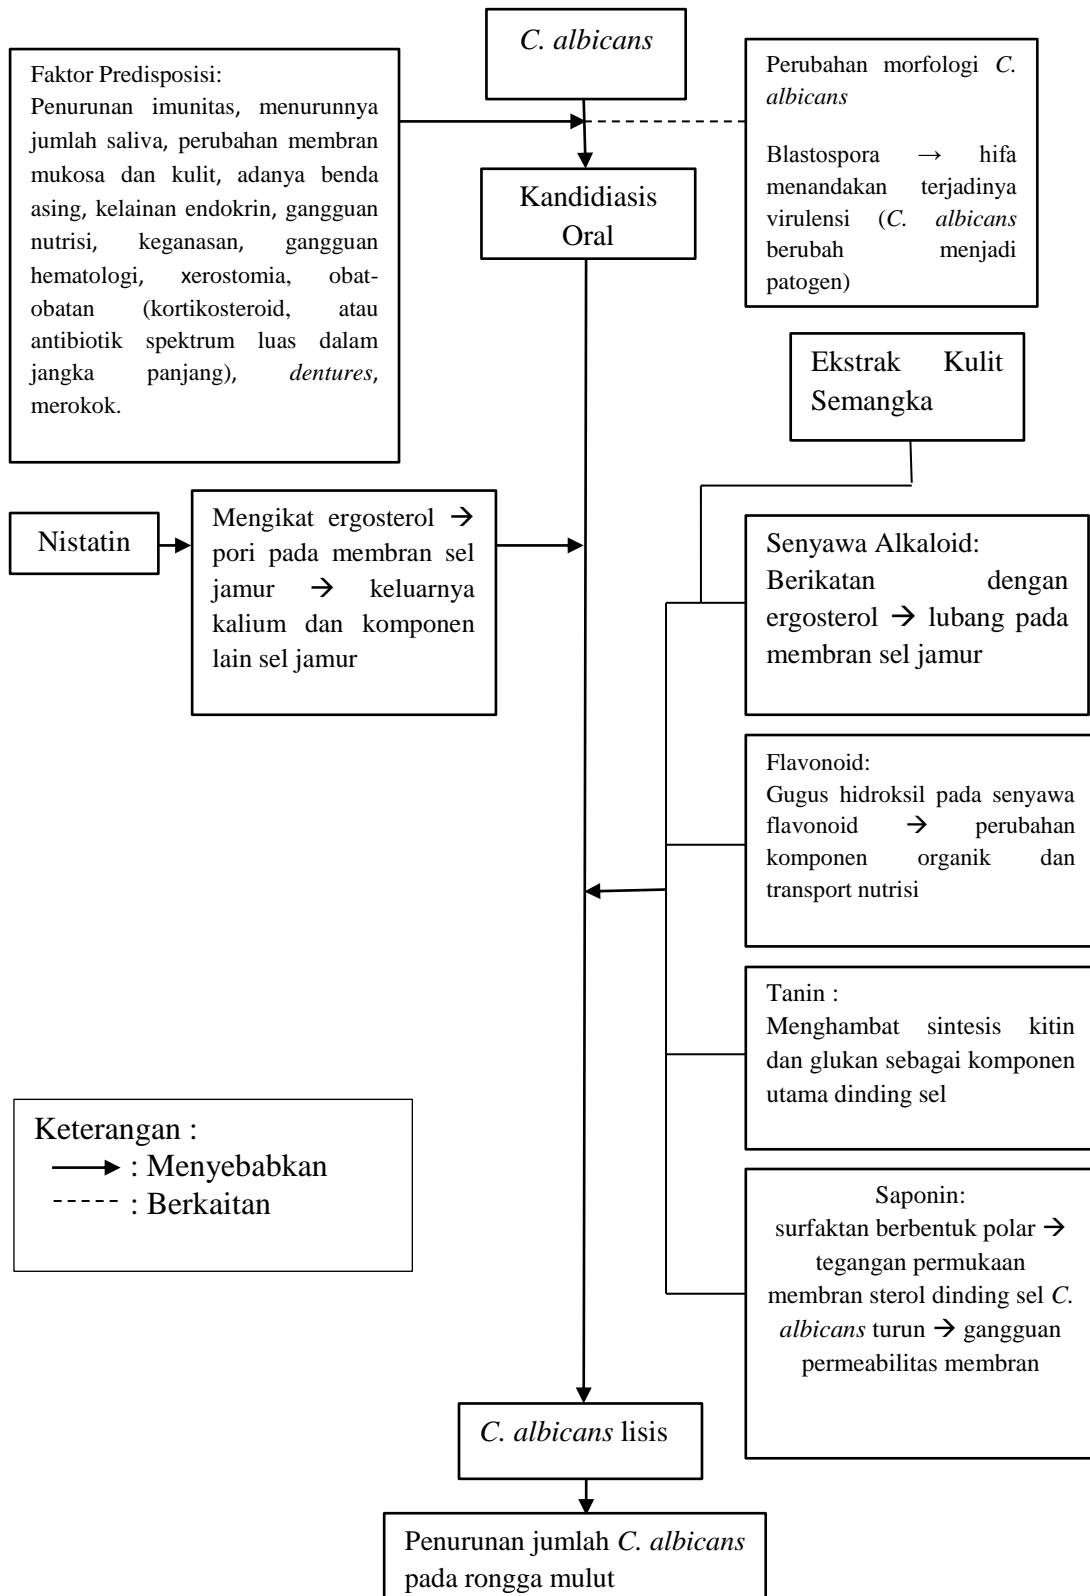 C. albicans
Faktor Predisposisi:
Penurunan imunitas, menurunnya
jumlah saliva, perubahan membran
mukosa dan kulit, adanya benda
asing, kelainan endokrin, gangguan
nutrisi, keganasan, gangguan
hematologi, xerostomia, obat-
obatan (kortikosteroid, atau
antibiotik spektrum luas dalam
jangka panjang), dentures,
merokok.
Perubahan morfologi C.
albicans
Blastospora → hifa
menandakan terjadinya
virulensi (C. albicans
berubah menjadi
patogen)
Kandidiasis
Oral
Ekstrak Kulit
Semangka
Nistatin
Mengikat ergosterol →
pori pada membran sel
jamur → keluarnya
kalium dan komponen
lain sel jamur
Senyawa Alkaloid:
Berikatan dengan
ergosterol → lubang pada
membran sel jamur
Flavonoid:
Gugus hidroksil pada senyawa
flavonoid → perubahan
komponen organik dan
transport nutrisi
Tanin :
Menghambat sintesis kitin
dan glukan sebagai komponen
utama dinding sel
Saponin:
surfaktan berbentuk polar →
tegangan permukaan
membran sterol dinding sel C.
albicans turun → gangguan
permeabilitas membran
Keterangan :
: Menyebabkan
: Berkaitan
C. albicans lisis
Penurunan jumlah C. albicans
pada rongga mulut